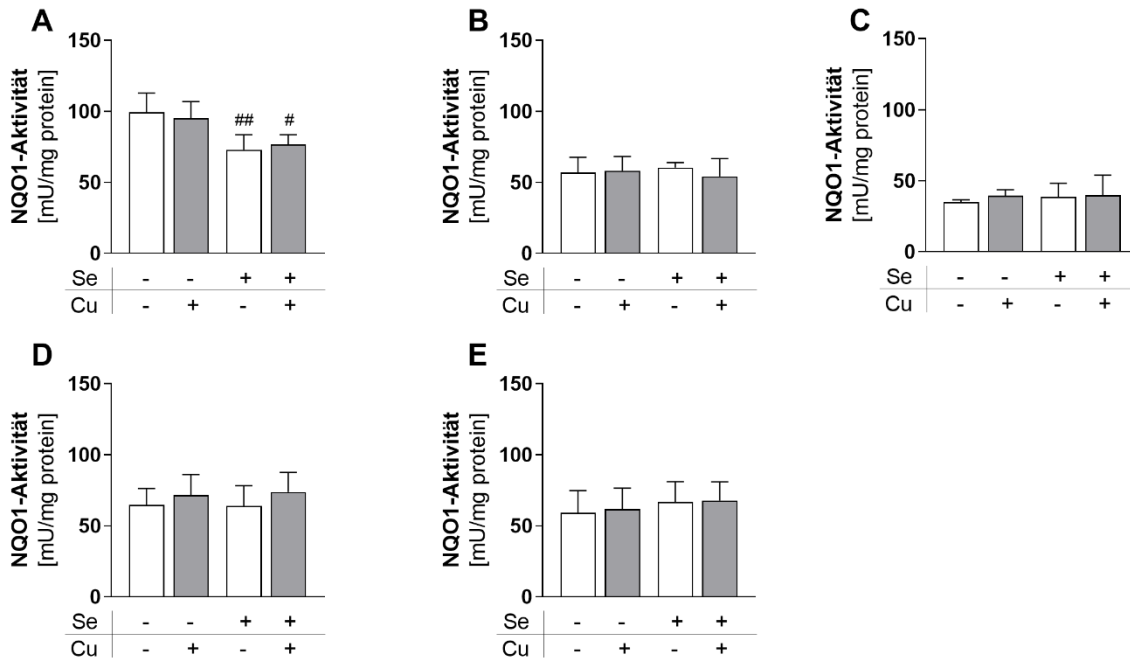 A
NQO1-Aktivität
[mU/mg protein]
150
100
50
0
## #
Se - - + +
Cu - + +
B
NQO1-Aktivität
[mU/mg protein]
150
100
50
0
Se - - + +
Cu - + - +
C
NQO1-Aktivität
[mU/mg protein]
150
100
50
0
Se - - + +
Cu - + - +
D
NQO1-Aktivität
[mU/mg protein]
150
100
50
0
Se - - + +
Cu - + - +
E
NQO1-Aktivität
[mU/mg protein]
150
100
50
0
Se - - + +
Cu - + - +